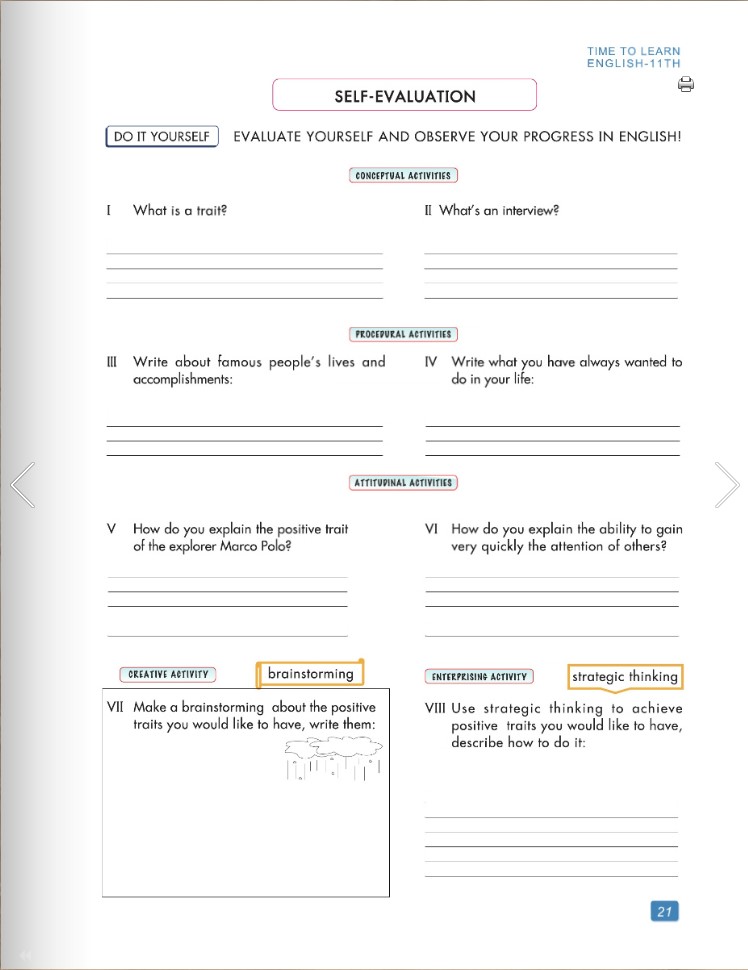 TIME TO LEARN
ENGLISH-11TH
SELF-EVALUATION
DO IT YOURSELF EVALUATE YOURSELF AND OBSERVE YOUR PROGRESS IN ENGLISH!
CONCEPTUAL ACTIVITIES
I What is a trait?
II What's an interview?
PROCEDURAL ACTIVITIES
III Write about famous people's lives and
accomplishments:
IV Write what you have always wanted to
do in your life:
ATTITUDINAL ACTIVITIES
V How do you explain the positive trait
of the explorer Marco Polo?
VI How do you explain the ability to gain
very quickly the attention of others?
CREATIVE ACTIVITY brainstorming
VII Make a brainstorming about the positive
traits you would like to have, write them:
ENTERPRISING ACTIVITY strategic thinking
VIII Use strategic thinking to achieve
positive traits you would like to have,
describe how to do it:
21